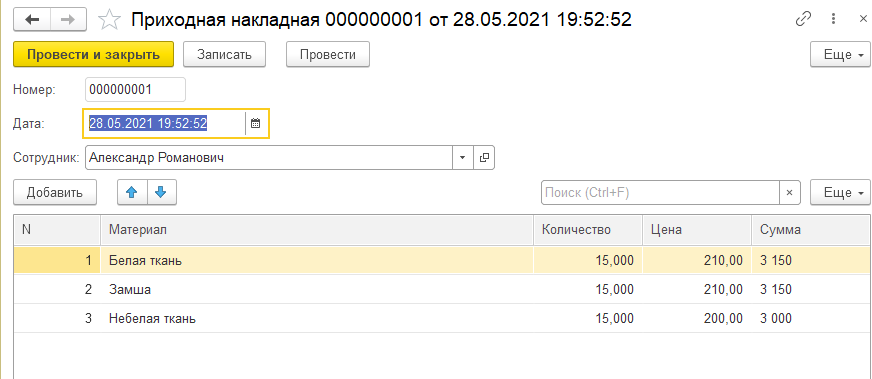 Приходная накладная 000000001 от 28.05.2021 19:52:52
Провести и закрыть Записать Провести Еще
Номер: 000000001
Дата: 28.05.2021 19:52:52
Сотрудник: Александр Романович
Добавить Поиск (Ctrl+F) × Еще
N Материал Количество Цена Сумма
1 Белая ткань 15,000 210,00 3 150
2 Замша 15,000 210,00 3 150
3 Небелая ткань 15,000 200,00 3 000